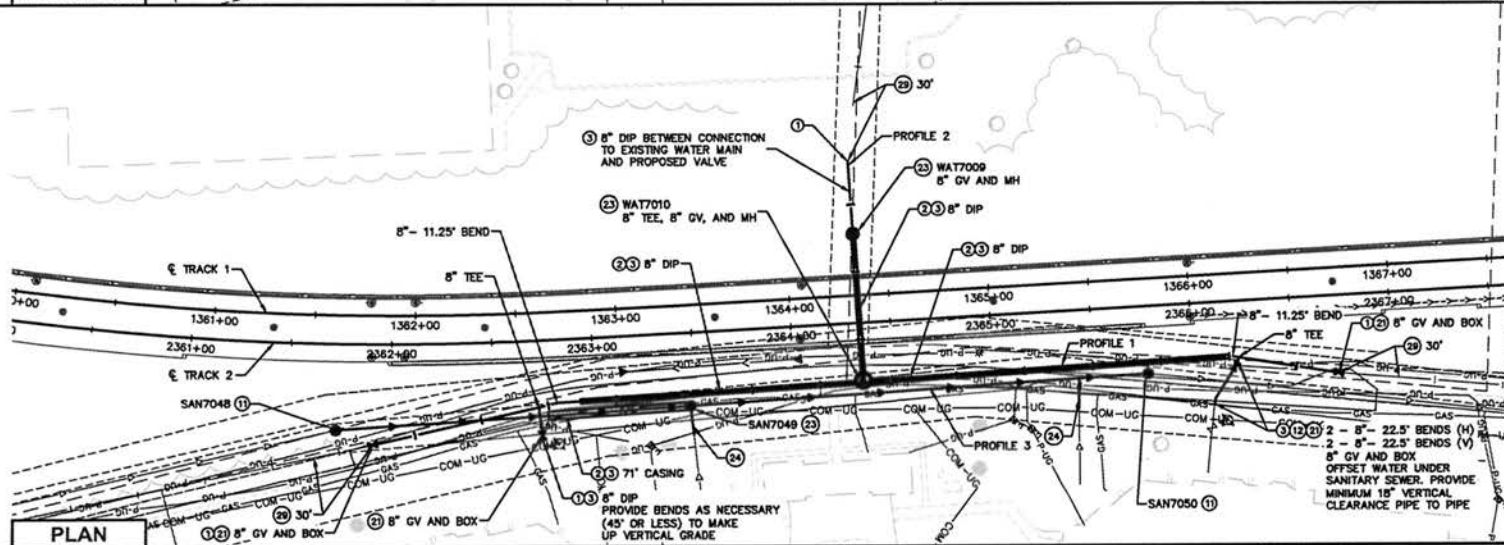 29 30'
1
PROFILE 2
3 8" DIP BETWEEN CONNECTION
TO EXISTING WATER MAIN
AND PROPOSED VALVE
23 WAT7009
8" GV AND MH
23 WAT7010
8" TEE, 8" GV, AND MH
2 3 8" DIP
8"- 11.25° BEND
2 3 8" DIP
2 3 8" DIP
℄ TRACK 1
8" TEE
1361+00
1362+00
1363+00
1364+00
1365+00
1366+00
1367+00
2361+00
2362+00
2363+00
2364+00
2365+00
2366+00
2367+00
8"- 11.25° BEND
8" TEE
1 21 8" GV AND BOX
29 30'
℄ TRACK 2
PROFILE 1
SAN7048 11
SAN7049 23
24
PROFILE 3
24
P-UG
GAS
COM-UG
2 3 71' CASING
1 3 8" DIP
PROVIDE BENDS AS NECESSARY
(45° OR LESS) TO MAKE
UP VERTICAL GRADE
21 8" GV AND BOX
29 30'
1 21 8" GV AND BOX
SAN7050 11
3 12 21 2 - 8"- 22.5° BENDS (H)
2 - 8"- 22.5° BENDS (V)
8" GV AND BOX
OFFSET WATER UNDER
SANITARY SEWER. PROVIDE
MINIMUM 18" VERTICAL
CLEARANCE PIPE TO PIPE
PLAN